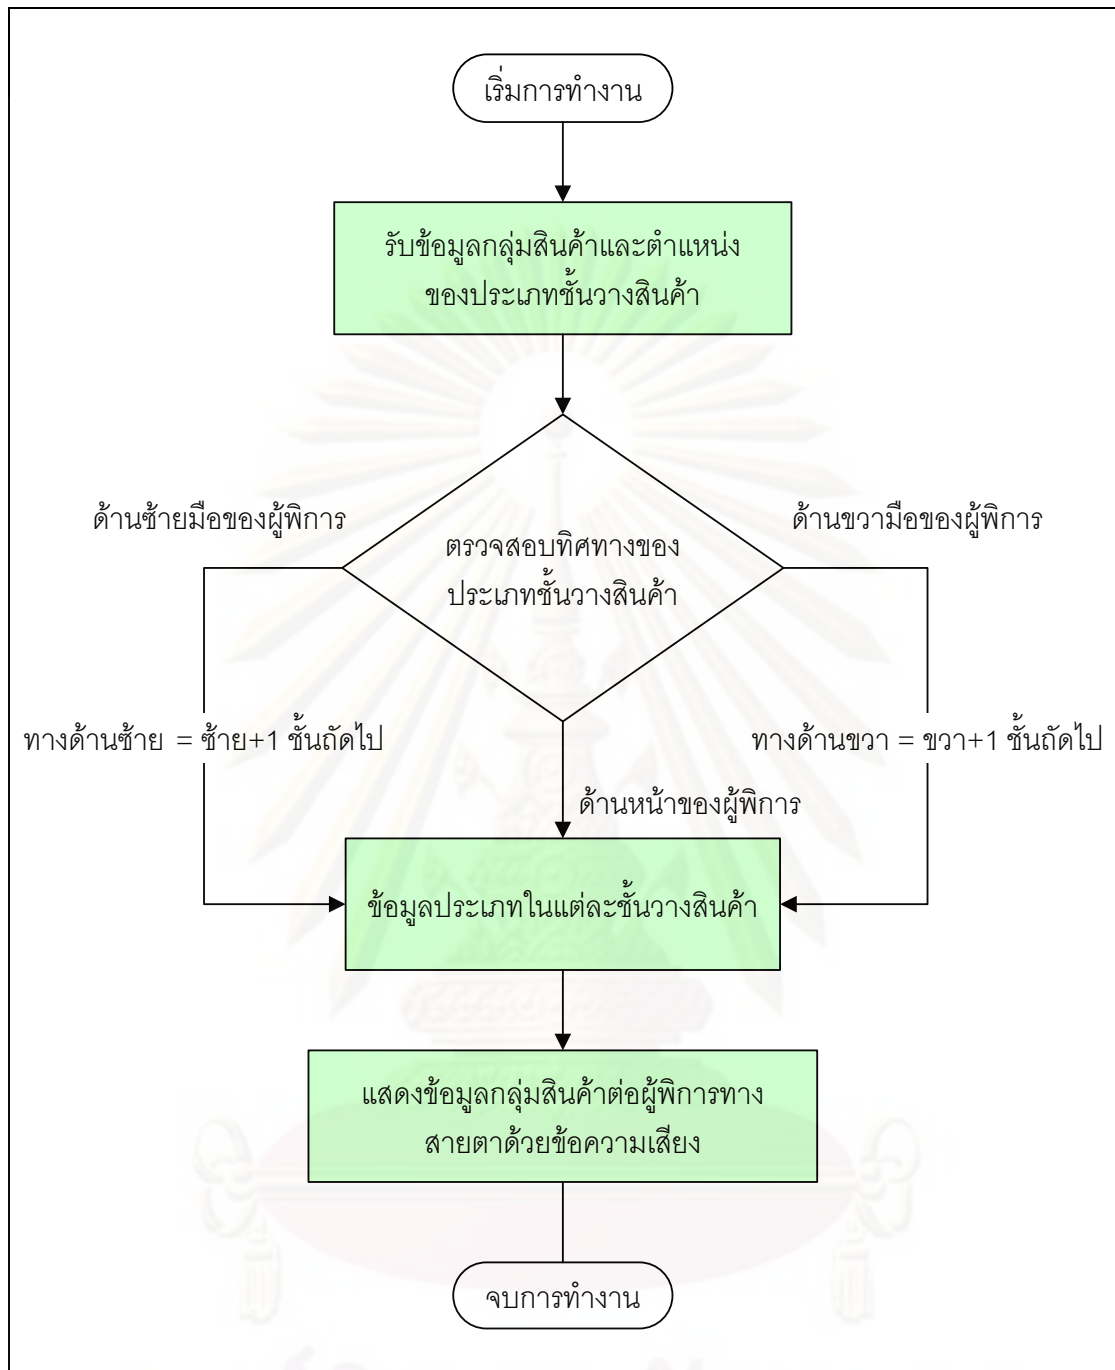 เริ่มการทำงาน
รับข้อมูลกลุ่มสินค้าและตำแหน่ง
ของประเภทชั้นวางสินค้า
ด้านซ้ายมือของผู้พิการ
ด้านขวามือของผู้พิการ
ตรวจสอบทิศทางของ
ประเภทชั้นวางสินค้า
ทางด้านซ้าย = ซ้าย+1 ชั้นถัดไป
ทางด้านขวา = ขวา+1 ชั้นถัดไป
ด้านหน้าของผู้พิการ
ข้อมูลประเภทในแต่ละชั้นวางสินค้า
แสดงข้อมูลกลุ่มสินค้าต่อผู้พิการทาง
สายตาด้วยข้อความเสียง
จบการทำงาน